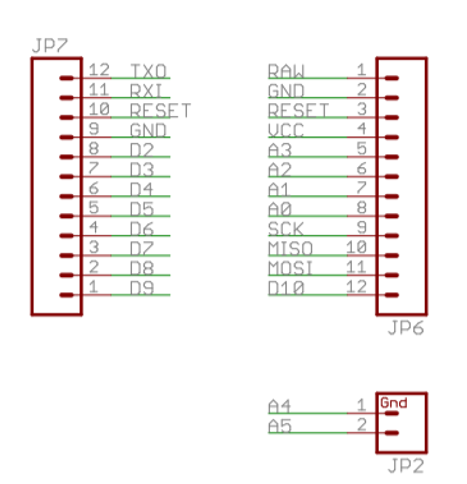 JP7
12 TXO
11 RXI
10 RESET
9 GND
8 D2
7 D3
6 D4
5 D5
4 D6
3 D7
2 D8
1 D9
RAW 1
GND 2
RESET 3
VCC 4
A3 5
A2 6
A1 7
A0 8
SCK 9
MISO 10
MOSI 11
D10 12
JP6
A4 1 Gnd
A5 2
JP2